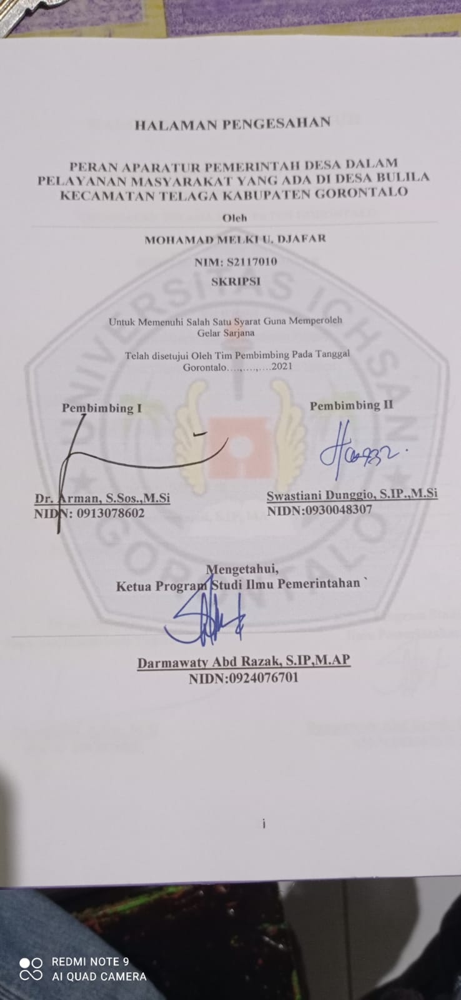 HALAMAN PENGESAHAN
PERAN APARATUR PEMERINTAH DESA DALAM
PELAYANAN MASYARAKAT YANG ADA DI DESA BULILA
KECAMATAN TELAGA KABUPATEN GORONTALO
Oleh
MOHAMAD MELKI U. DJAFAR
NIM: S2117010
SKRIPSI
Untuk Memenuhi Salah Satu Syarat Guna Memperoleh
Gelar Sarjana
Telah disetujui Oleh Tim Pembimbing Pada Tanggal
Gorontalo....,....,....2021
UNIVERSITAS ICHSAN
GORONTALO
Pembimbing I
Dr. Arman, S.Sos.,M.Si
NIDN: 0913078602
Pembimbing II
Swastiani Dunggio, S.IP.,M.Si
NIDN:0930048307
Mengetahui,
Ketua Program Studi Ilmu Pemerintahan `
Darmawaty Abd Razak, S.IP,M.AP
NIDN:0924076701
i
REDMI NOTE 9
AI QUAD CAMERA